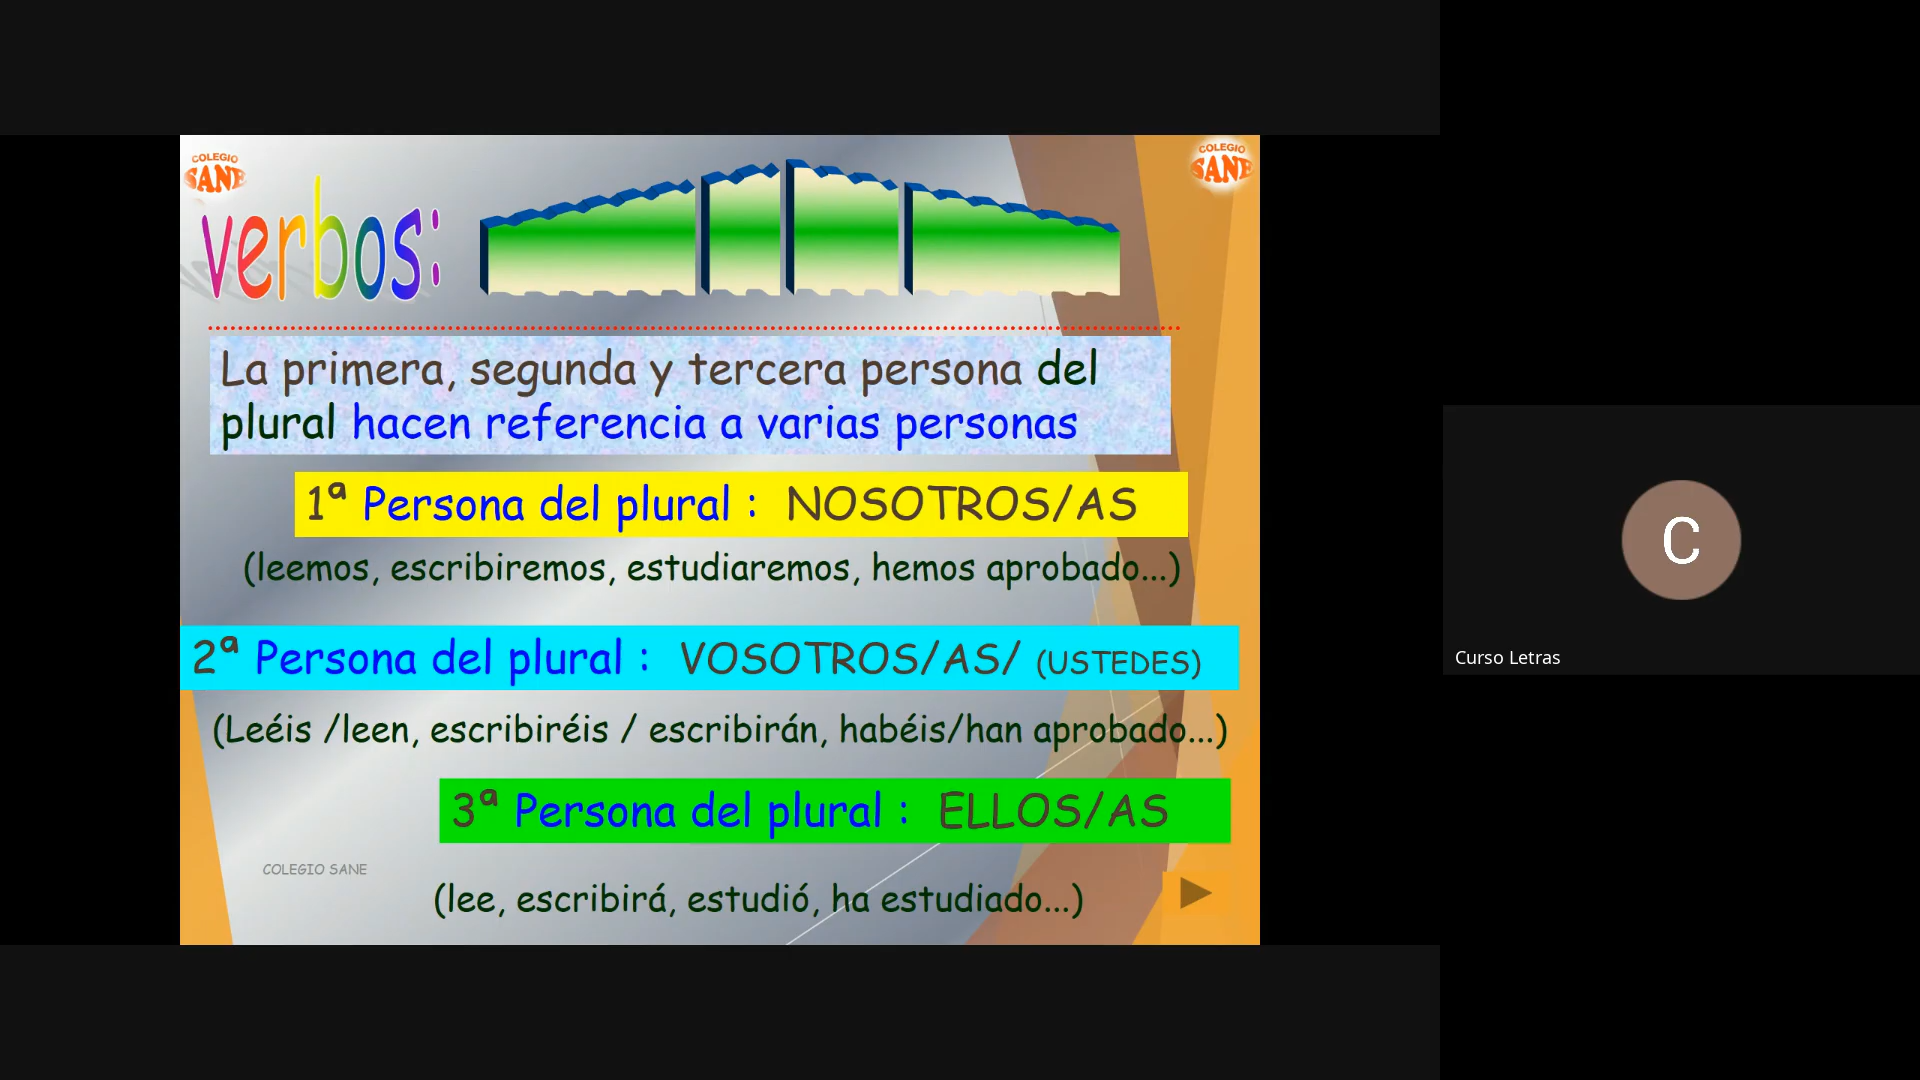 COLEGIO
SANE
COLEGIO
SANE
verbos:
La primera, segunda y tercera persona del
plural hacen referencia a varias personas
1ª Persona del plural : NOSOTROS/AS
(leemos, escribiremos, estudiaremos, hemos aprobado...)
2ª Persona del plural : VOSOTROS/AS/ (USTEDES)
(Leéis /leen, escribiréis / escribirán, habéis/han aprobado...)
3ª Persona del plural : ELLOS/AS
COLEGIO SANE
(lee, escribirá, estudió, ha estudiado...)
C
Curso Letras